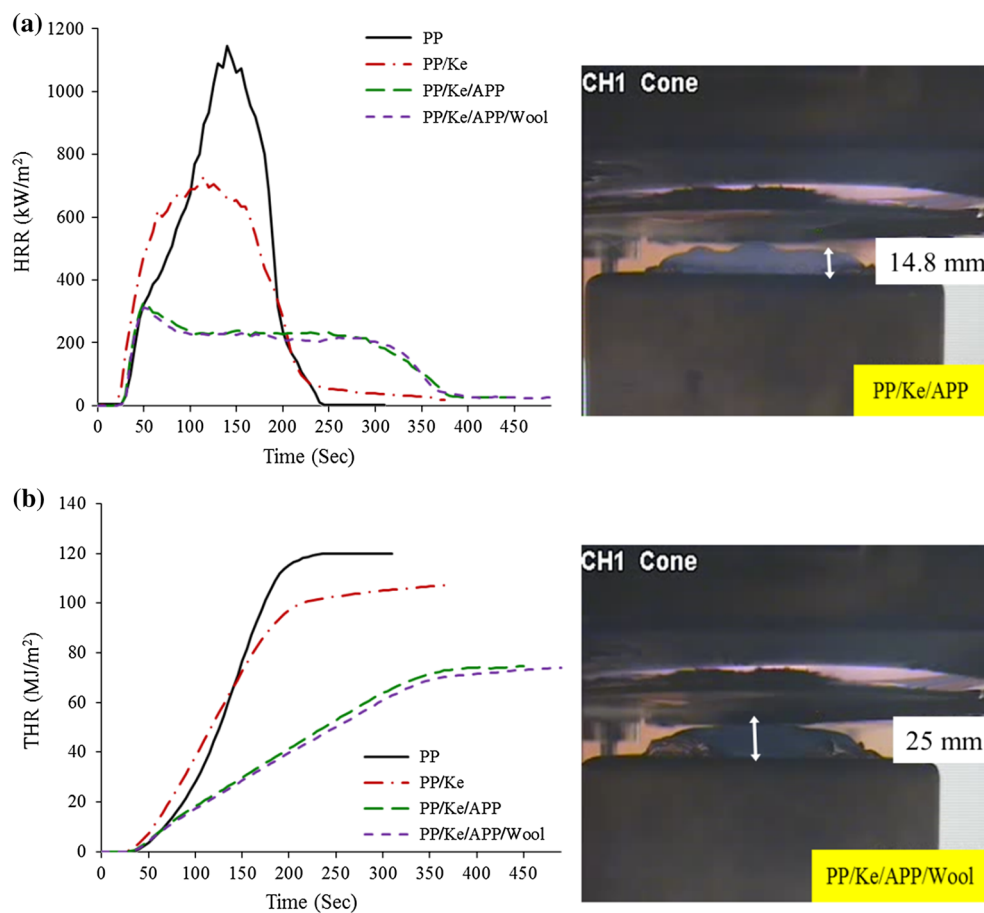 (a)
1200
1000
800
600
400
200
0
HRR (kW/m²)
0 50 100 150 200 250 300 350 400 450
Time (Sec)
PP
PP/Ke
PP/Ke/APP
PP/Ke/APP/Wool
CH1 Cone
14.8 mm
PP/Ke/APP
(b)
140
120
100
80
60
40
20
0
THR (MJ/m²)
0 50 100 150 200 250 300 350 400 450
Time (Sec)
PP
PP/Ke
PP/Ke/APP
PP/Ke/APP/Wool
CH1 Cone
25 mm
PP/Ke/APP/Wool